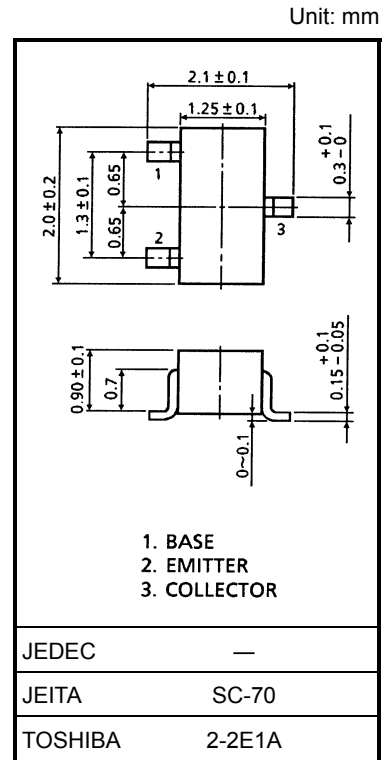 Unit: mm
2.1 ± 0.1
1.25 ± 0.1
2.0 ± 0.2
1.3 ± 0.1
0.65
0.65
1
2
3
+0.1
0.3 – 0
0.90 ± 0.1
0.7
0~0.1
+0.1
0.15 – 0.05
1. BASE
2. EMITTER
3. COLLECTOR
JEDEC —
JEITA SC-70
TOSHIBA 2-2E1A